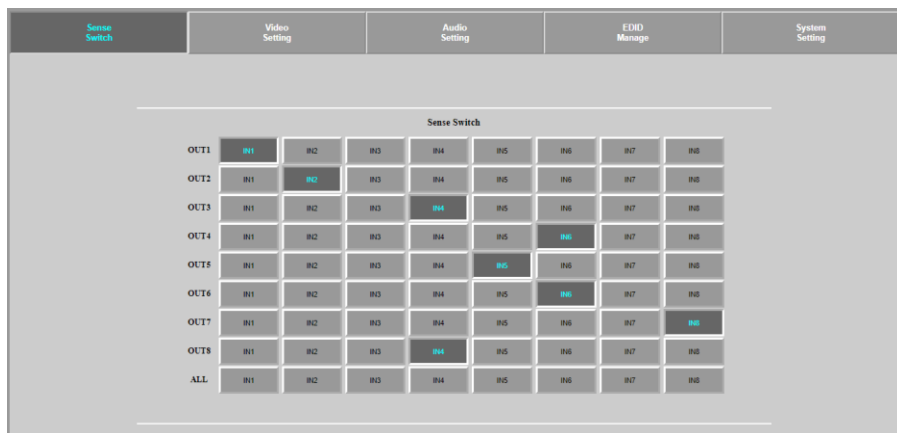 Sense
Switch
Video
Setting
Audio
Setting
EDID
Manage
System
Setting
Sense Switch
OUT1 IN1 IN2 IN3 IN4 IN5 IN6 IN7 IN8
OUT2 IN1 IN2 IN3 IN4 IN5 IN6 IN7 IN8
OUT3 IN1 IN2 IN3 IN4 IN5 IN6 IN7 IN8
OUT4 IN1 IN2 IN3 IN4 IN5 IN6 IN7 IN8
OUT5 IN1 IN2 IN3 IN4 IN5 IN6 IN7 IN8
OUT6 IN1 IN2 IN3 IN4 IN5 IN6 IN7 IN8
OUT7 IN1 IN2 IN3 IN4 IN5 IN6 IN7 IN8
OUT8 IN1 IN2 IN3 IN4 IN5 IN6 IN7 IN8
ALL IN1 IN2 IN3 IN4 IN5 IN6 IN7 IN8